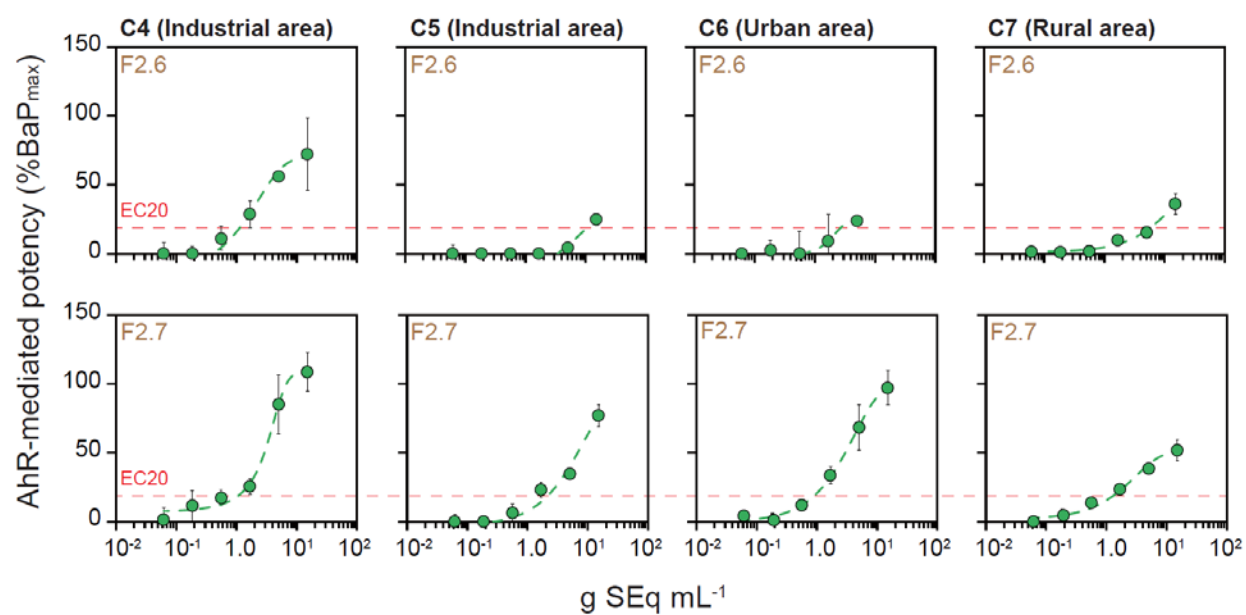 C4 (Industrial area) C5 (Industrial area) C6 (Urban area) C7 (Rural area)
AhR-mediated potency (%BaPmax)
150 F2.6 F2.6 F2.6 F2.6
100
50
EC20
0
150 F2.7 F2.7 F2.7 F2.7
100
50
EC20
0
10-2 10-1 1.0 101 102 10-2 10-1 1.0 101 102 10-2 10-1 1.0 101 102 10-2 10-1 1.0 101 102
g SEq mL-1